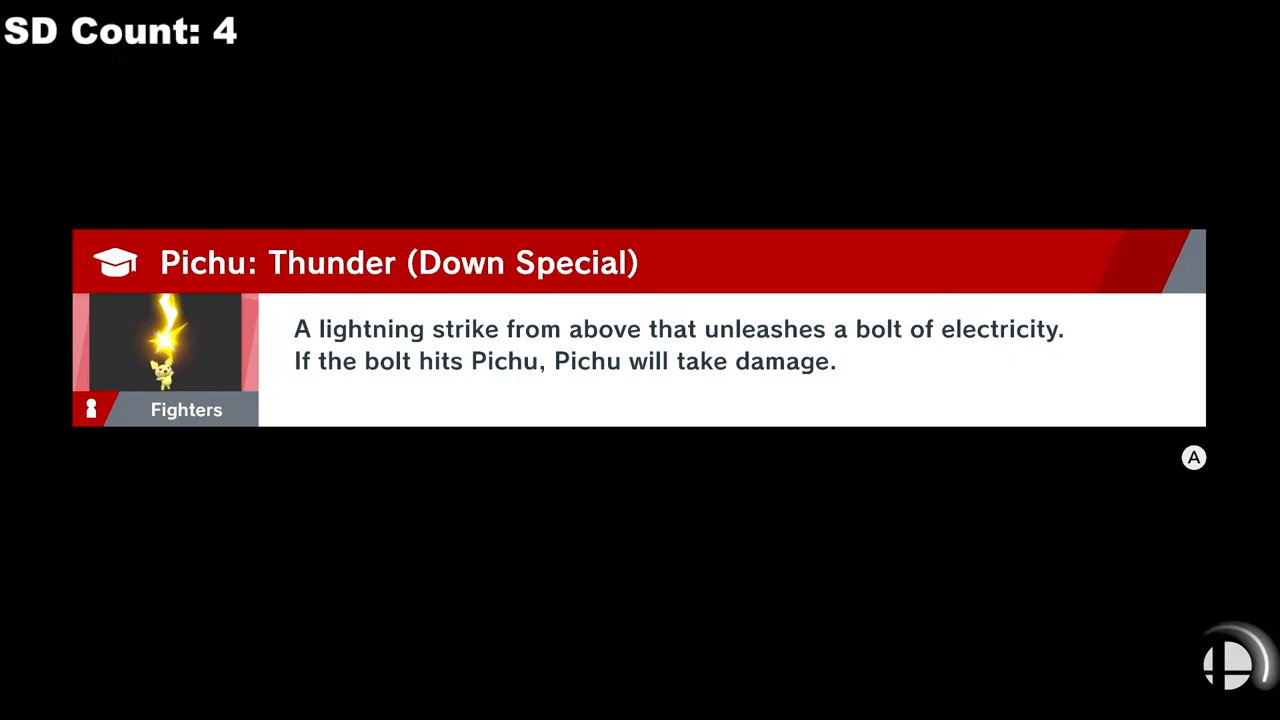 SD Count: 4
Pichu: Thunder (Down Special)
A lightning strike from above that unleashes a bolt of electricity.
If the bolt hits Pichu, Pichu will take damage.
Fighters
A